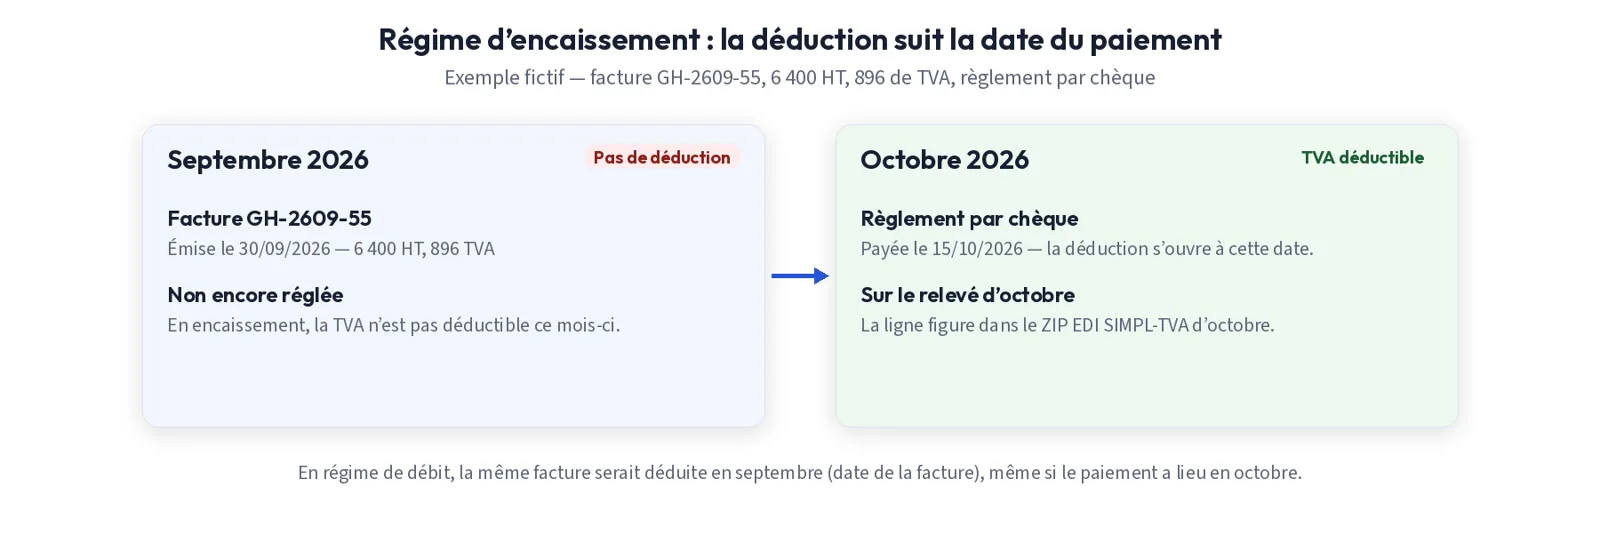 Régime d’encaissement : la déduction suit la date du paiement
Exemple fictif — facture GH-2609-55, 6 400 HT, 896 de TVA, règlement par chèque
Septembre 2026
Pas de déduction
Facture GH-2609-55
Émise le 30/09/2026 — 6 400 HT, 896 TVA
Non encore réglée
En encaissement, la TVA n’est pas déductible ce mois-ci.
Octobre 2026
TVA déductible
Règlement par chèque
Payée le 15/10/2026 — la déduction s’ouvre à cette date.
Sur le relevé d’octobre
La ligne figure dans le ZIP EDI SIMPL-TVA d’octobre.
En régime de débit, la même facture serait déduite en septembre (date de la facture), même si le paiement a lieu en octobre.